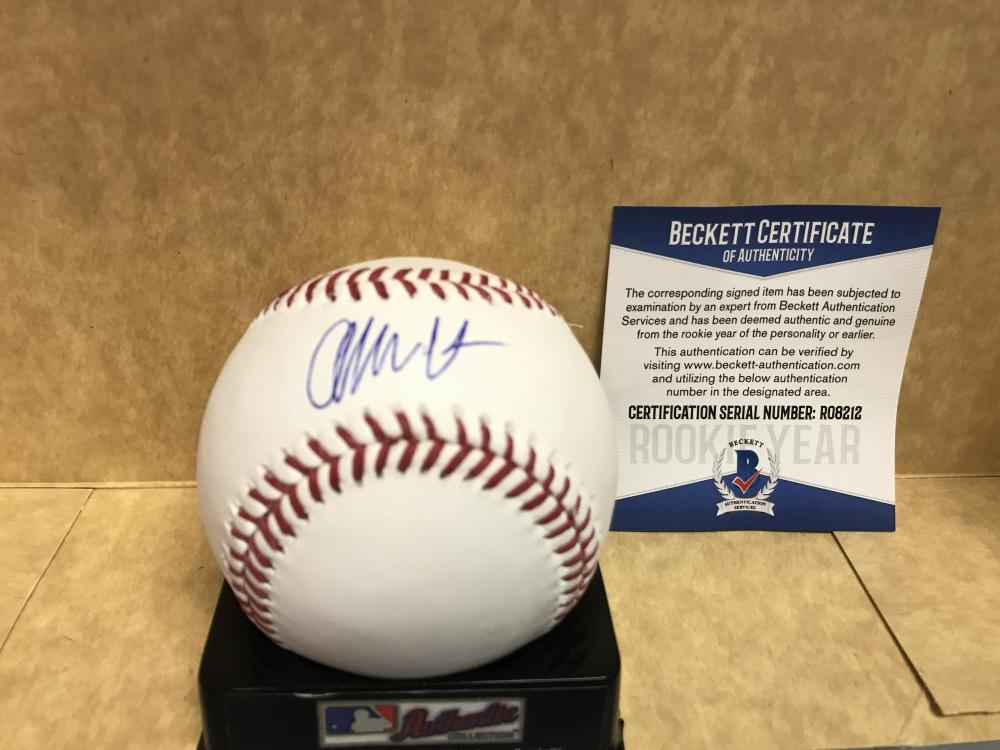 BECKETT CERTIFICATE
OF AUTHENTICITY
The corresponding signed item has been subjected to
examination by an expert from Beckett Authentication
Services and has been deemed authentic and genuine
from the rookie year of the personality or earlier.
This authentication can be verified by
visiting www.beckett-authentication.com
and utilizing the below authentication
number in the designated area.
CERTIFICATION SERIAL NUMBER: R08212
ROOKIE YEAR
BECKETT
B
AUTHENTICATION
SERVICES
Authentic
COLLECTION™